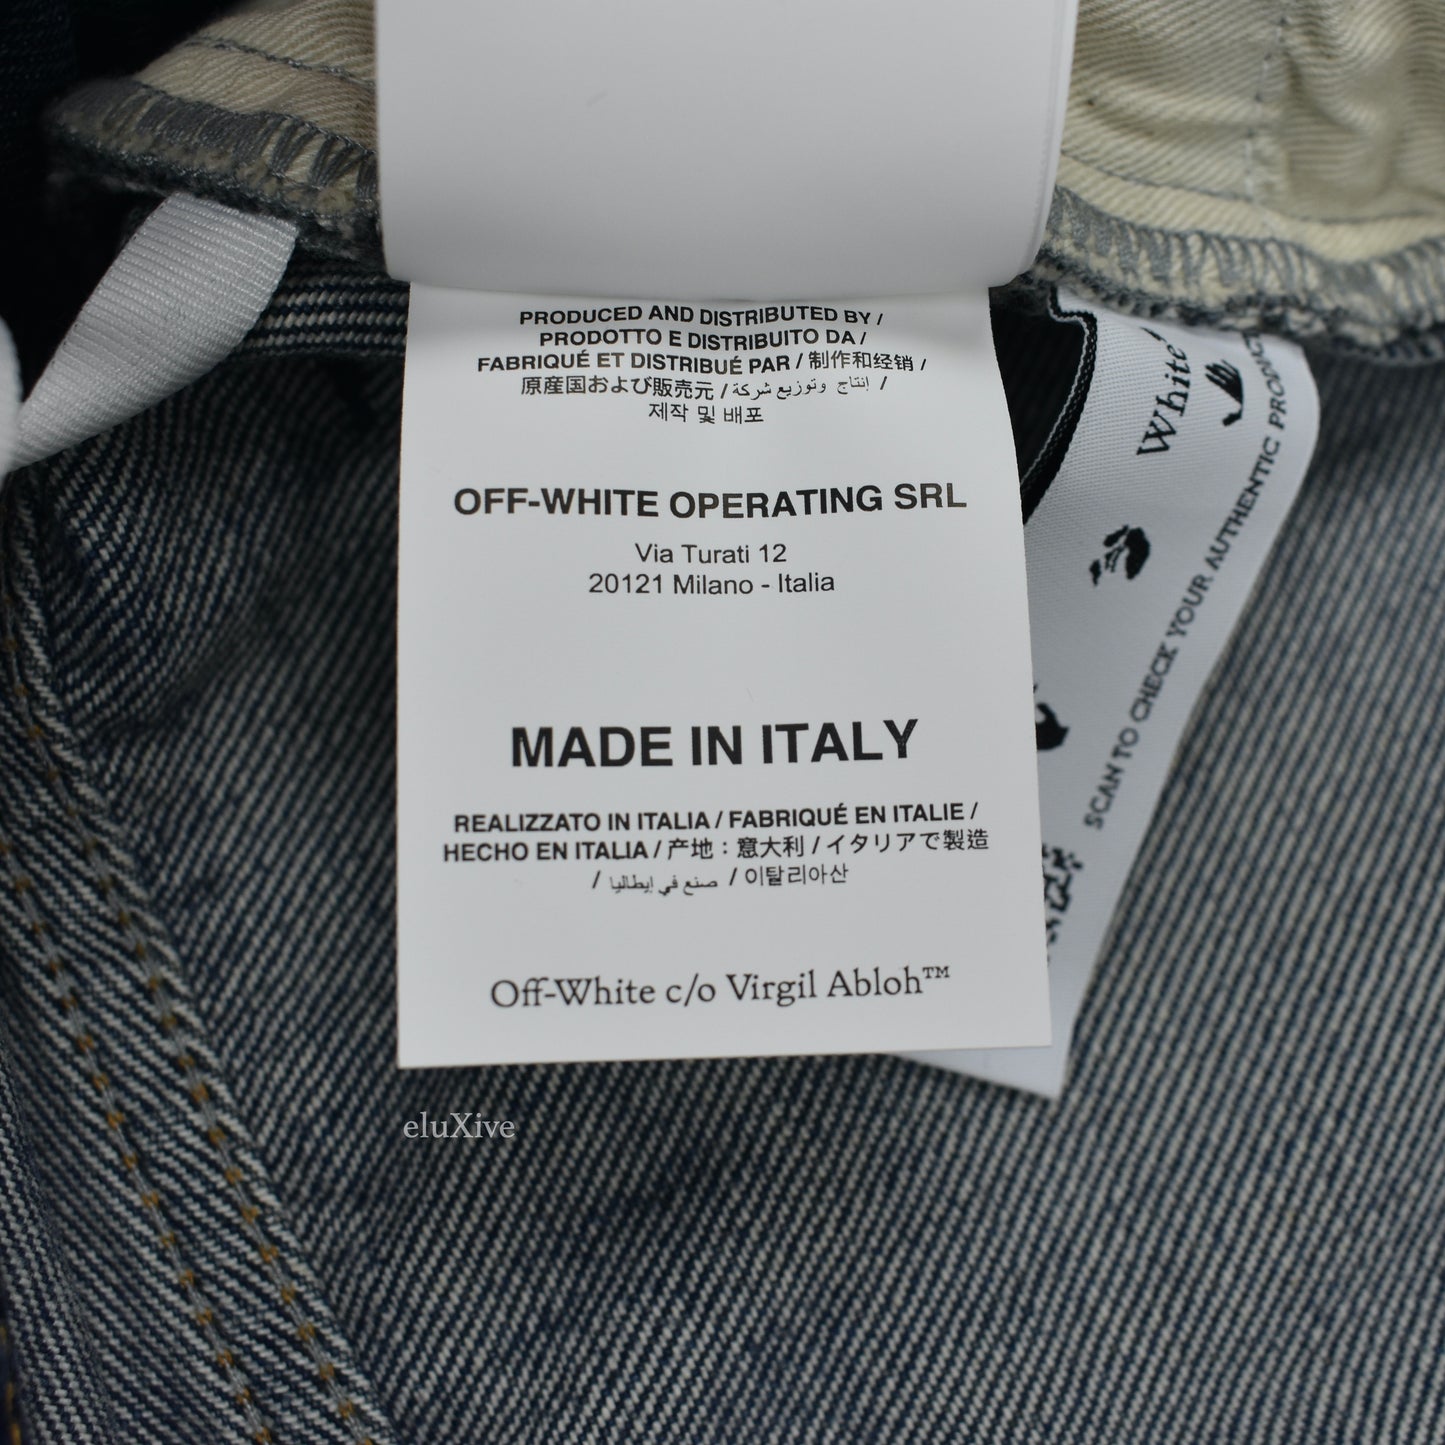 PRODUCED AND DISTRIBUTED BY /
PRODOTTO E DISTRIBUITO DA /
FABRIQUÉ ET DISTRIBUÉ PAR / 制作和经销 /
原産国および販売元 / إنتاج وتوزيع شركة /
제작 및 배포
OFF-WHITE OPERATING SRL
Via Turati 12
20121 Milano - Italia
MADE IN ITALY
REALIZZATO IN ITALIA / FABRIQUÉ EN ITALIE /
HECHO EN ITALIA / 产地：意大利 / イタリアで製造
/ صنع في إيطاليا / 이탈리아산
Off-White c/o Virgil Abloh™
White
SCAN TO CHECK YOUR AUTHENTIC
eluXive